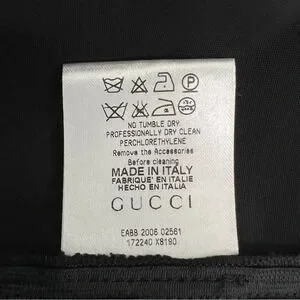 NO TUMBLE DRY
PROFESSIONALLY DRY CLEAN
PERCHLORETHYLENE
Remove the Accessories
Before cleaning
MADE IN ITALY
FABRIQUE' EN ITALIE
HECHO EN ITALIA
GUCCI
EABB 2006 02561
172240 X8190